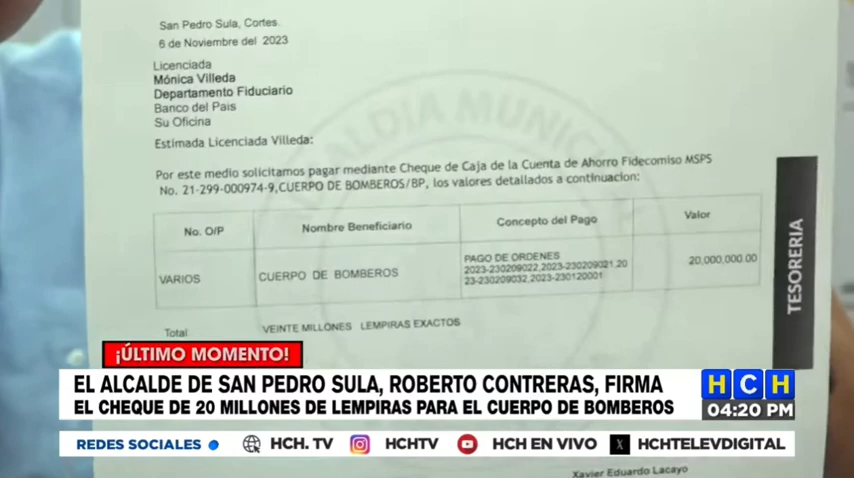 San Pedro Sula, Cortes.
6 de Noviembre del 2023
Licenciada
Mónica Villeda
Departamento Fiduciario
Banco del Pais
Su Oficina
Estimada Licenciada Villeda:
Por este medio solicitamos pagar mediante Cheque de Caja de la Cuenta de Ahorro Fidecomiso MSPS
No. 21-299-000974-9,CUERPO DE BOMBEROS/BP, los valores detallados a continuacion:
No. O/P Nombre Beneficiario Concepto del Pago Valor
VARIOS CUERPO DE BOMBEROS PAGO DE ORDENES 20,000,000.00
2023-230209022,2023-230209021,20
23-230209032,2023-230120001
Total: VEINTE MILLONES LEMPIRAS EXACTOS
ALCALDIA MUNICIPAL
TESORERIA
¡ÚLTIMO MOMENTO!
EL ALCALDE DE SAN PEDRO SULA, ROBERTO CONTRERAS, FIRMA
EL CHEQUE DE 20 MILLONES DE LEMPIRAS PARA EL CUERPO DE BOMBEROS
HCH
04:20 PM
REDES SOCIALES HCH. TV HCHTV HCH EN VIVO HCHTELEVDIGITAL
Xavier Eduardo Lacayo